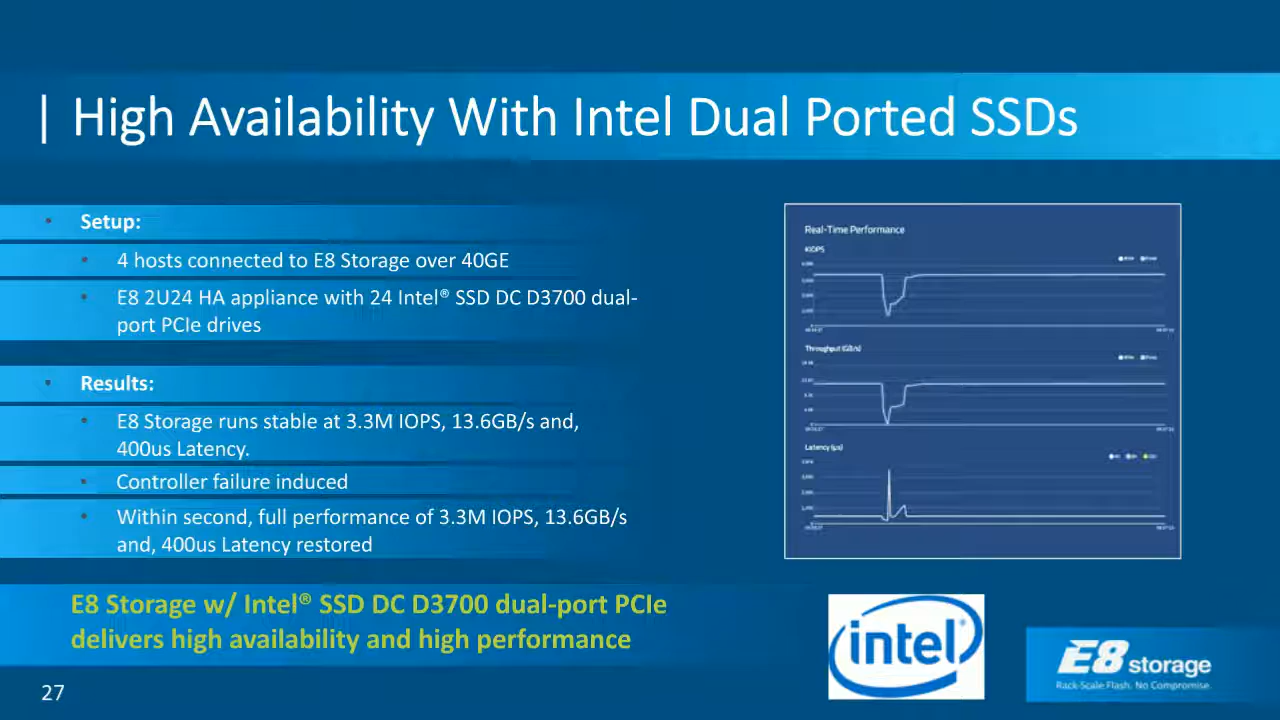 | High Availability With Intel Dual Ported SSDs
• Setup:
• 4 hosts connected to E8 Storage over 40GE
• E8 2U24 HA appliance with 24 Intel® SSD DC D3700 dual-
port PCIe drives
• Results:
• E8 Storage runs stable at 3.3M IOPS, 13.6GB/s and,
400us Latency.
• Controller failure induced
• Within second, full performance of 3.3M IOPS, 13.6GB/s
and, 400us Latency restored
E8 Storage w/ Intel® SSD DC D3700 dual-port PCIe
delivers high availability and high performance
27
Real-Time Performance
KIOPS
Throughput (GB/s)
Latency (μs)
intel®
E8 storage
Rack-Scale Flash. No Compromise.